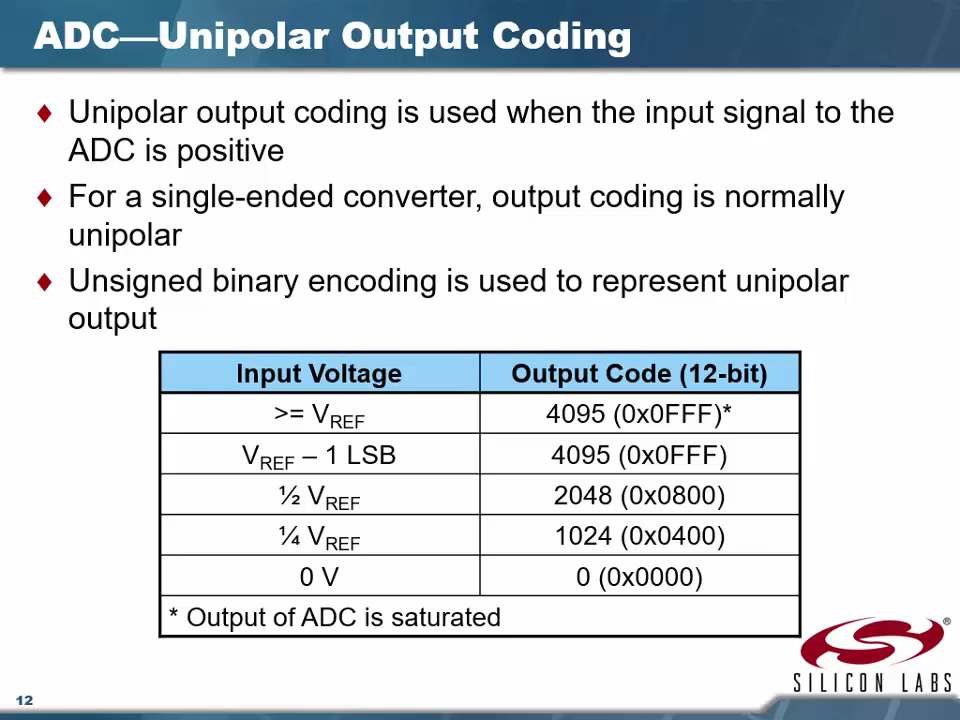 ADC—Unipolar Output Coding
♦ Unipolar output coding is used when the input signal to the
ADC is positive
♦ For a single-ended converter, output coding is normally
unipolar
♦ Unsigned binary encoding is used to represent unipolar
output
Input Voltage Output Code (12-bit)
>= VREF 4095 (0x0FFF)*
VREF – 1 LSB 4095 (0x0FFF)
½ VREF 2048 (0x0800)
¼ VREF 1024 (0x0400)
0 V 0 (0x0000)
* Output of ADC is saturated
®
SILICON LABS
12